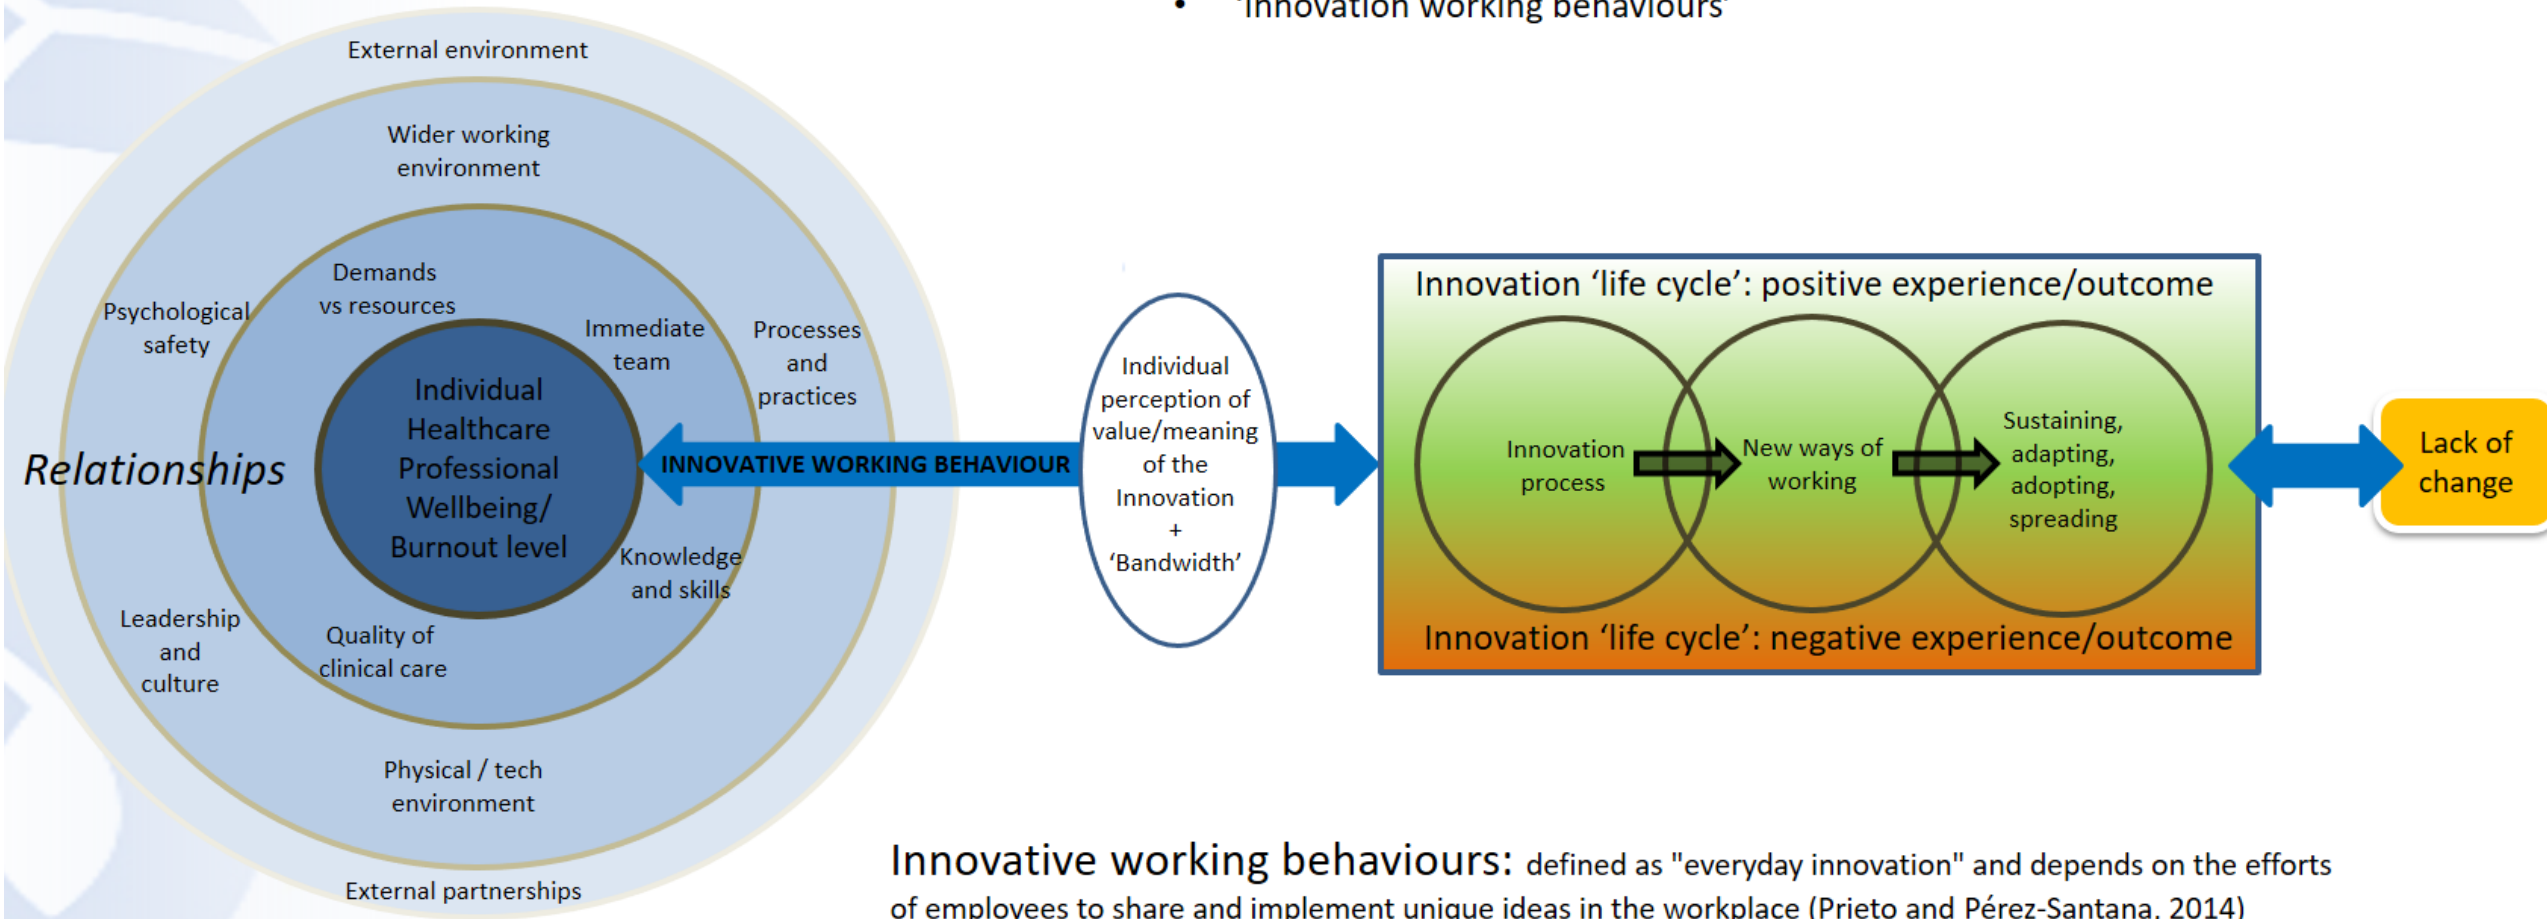 • 'Innovation working behaviours'
External environment
Wider working
environment
Demands
vs resources
Psychological
safety
Immediate
team
Processes
and
practices
Individual
Healthcare
Professional
Wellbeing/
Burnout level
Relationships
Knowledge
and skills
Leadership
and
culture
Quality of
clinical care
Physical / tech
environment
External partnerships
INNOVATIVE WORKING BEHAVIOUR
Individual
perception of
value/meaning
of the
Innovation
+
‘Bandwidth’
Innovation ‘life cycle’: positive experience/outcome
Innovation
process
New ways of
working
Sustaining,
adapting,
adopting,
spreading
Innovation ‘life cycle’: negative experience/outcome
Lack of
change
Innovative working behaviours: defined as "everyday innovation" and depends on the efforts
of employees to share and implement unique ideas in the workplace (Prieto and Pérez-Santana, 2014)